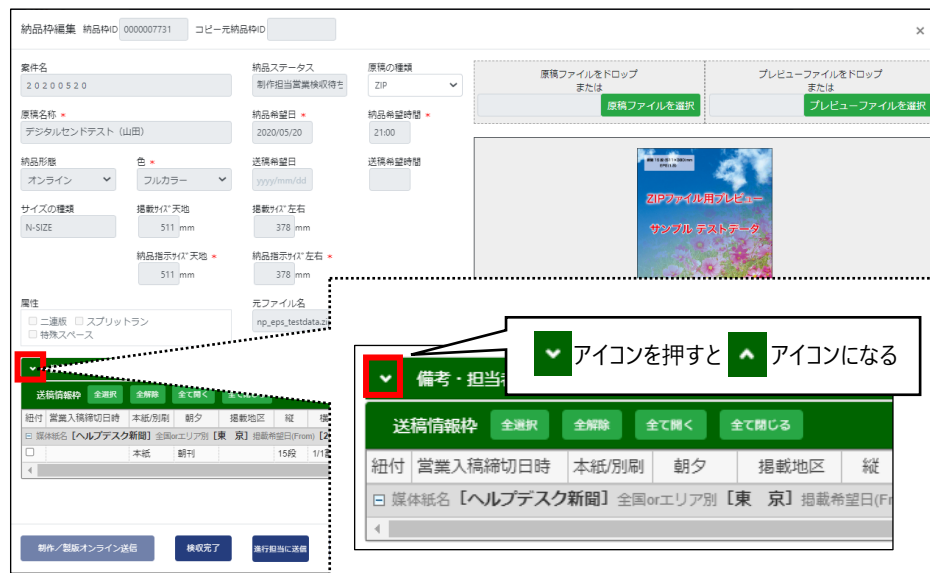 納品枠編集 納品枠ID 0000007731 コピー元納品枠ID ×
案件名 納品ステータス 原稿の種類
２０２００５２０ 制作担当営業検収待ち ZIP
原稿ファイルをドロップ
または
原稿ファイルを選択
プレビューファイルをドロップ
または
プレビューファイルを選択
原稿名称 * 納品希望日 * 納品希望時間 *
デジタルセンドテスト（山田） 2020/05/20 21:00
納品形態 色 * 送稿希望日 送稿希望時間
オンライン フルカラー yyyy/mm/dd
サイズの種類 掲載ｻｲｽﾞ天地 掲載ｻｲｽﾞ左右
N-SIZE 511 mm 378 mm
納品指示ｻｲｽﾞ天地 * 納品指示ｻｲｽﾞ左右 *
511 mm 378 mm
ZIPファイル用プレビュー
サンプル テストデータ
属性 元ファイル名
二連版 スプリットラン np_eps_testdata.zi
特殊スペース
送稿情報枠 全選択 全解除 全て開く
紐付 営業入稿締切日時 本紙/別刷 朝夕 掲載地区 縦
媒体紙名【ヘルプデスク新聞】全国orエリア別【東　京】掲載希望日(From)
本紙 朝刊 15段
制作／製版オンライン送信 検収完了 進行担当に送信
アイコンを押すと アイコンになる
備考・担当
送稿情報枠 全選択 全解除 全て開く 全て閉じる
紐付 営業入稿締切日時 本紙/別刷 朝夕 掲載地区 縦
媒体紙名【ヘルプデスク新聞】全国orエリア別【東　京】掲載希望日(Fr